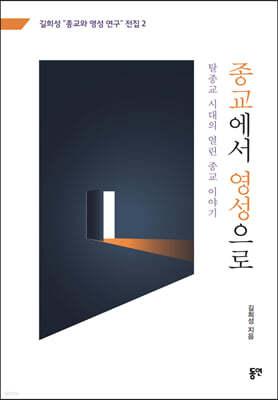 길희성 "종교와 영성 연구" 전집 2
종교에서 영성으로
탈종교 시대의 열린 종교 이야기
길희성 지음
동연